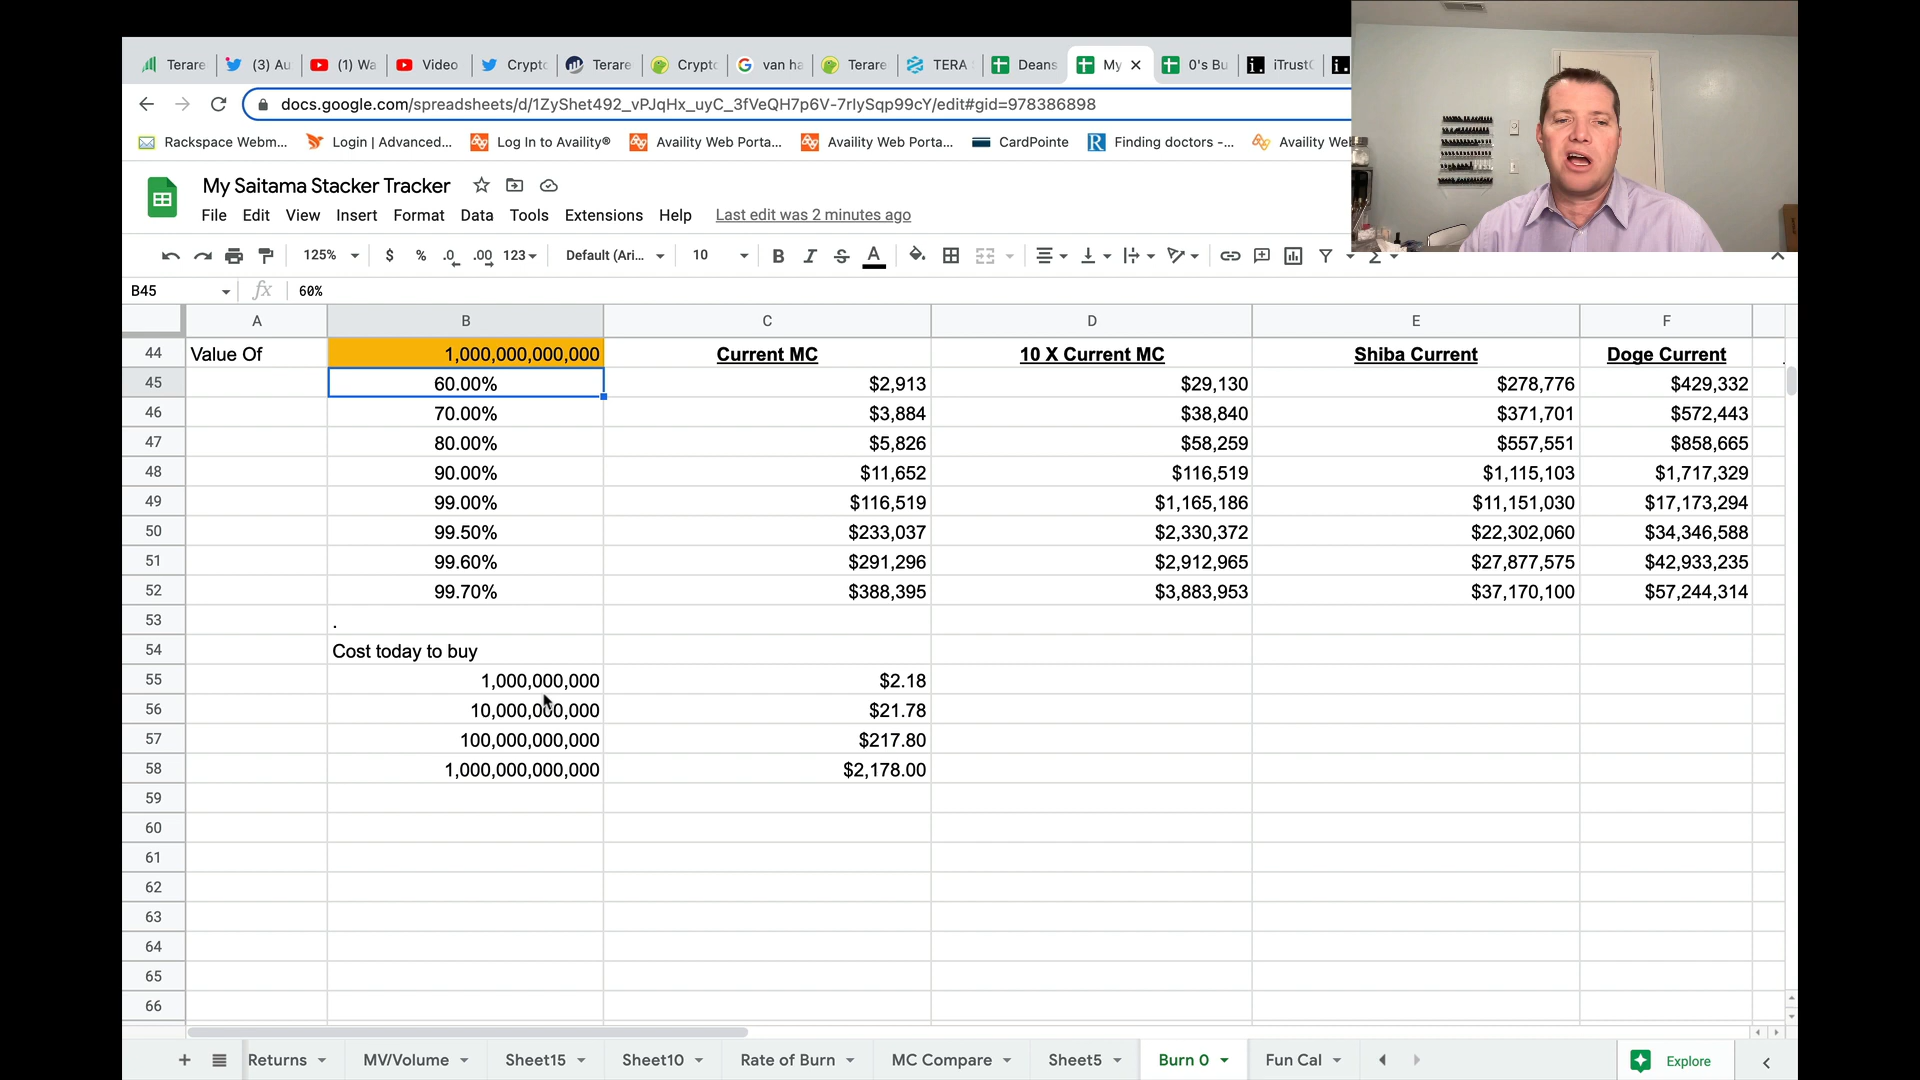 Terare (3) Au (1) Wa Video Crypto Terare Crypto van ha Terare TERA Deans My 0's Bu iTrustC
docs.google.com/spreadsheets/d/1ZyShet492_vPJqHx_uyC_3fVeQH7p6V-7rlySqp99cY/edit#gid=978386898
Rackspace Webm... Login | Advanced... Log In to Availity® Availity Web Porta... Availity Web Porta... CardPointe Finding doctors -... Availity Wel
My Saitama Stacker Tracker
File Edit View Insert Format Data Tools Extensions Help Last edit was 2 minutes ago
125% $ % .0 .00 123 Default (Ari... 10 B I S A
B45 fx 60%
A B C D E F
44 Value Of 1,000,000,000,000 Current MC 10 X Current MC Shiba Current Doge Current
45 60.00% $2,913 $29,130 $278,776 $429,332
46 70.00% $3,884 $38,840 $371,701 $572,443
47 80.00% $5,826 $58,259 $557,551 $858,665
48 90.00% $11,652 $116,519 $1,115,103 $1,717,329
49 99.00% $116,519 $1,165,186 $11,151,030 $17,173,294
50 99.50% $233,037 $2,330,372 $22,302,060 $34,346,588
51 99.60% $291,296 $2,912,965 $27,877,575 $42,933,235
52 99.70% $388,395 $3,883,953 $37,170,100 $57,244,314
53 .
54 Cost today to buy
55 1,000,000,000 $2.18
56 10,000,000,000 $21.78
57 100,000,000,000 $217.80
58 1,000,000,000,000 $2,178.00
59
60
61
62
63
64
65
66
Returns MV/Volume Sheet15 Sheet10 Rate of Burn MC Compare Sheet5 Burn 0 Fun Cal Explore